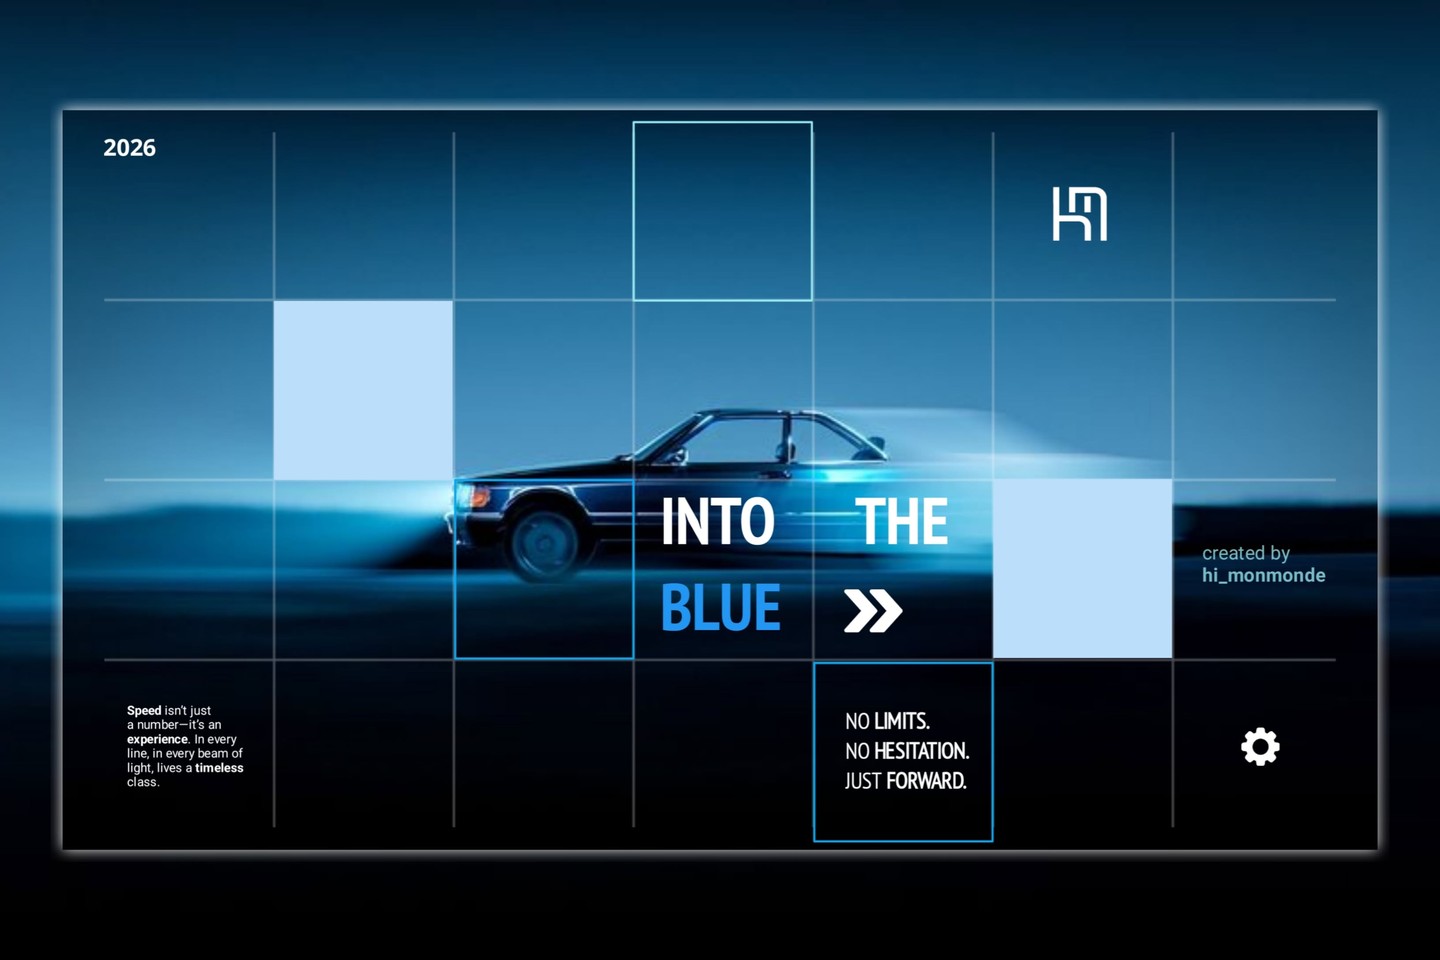 2026
INTO THE
BLUE
created by
hi_monmonde
Speed isn't just
a number—it's an
experience. In every
line, in every beam of
light, lives a timeless
class.
NO LIMITS.
NO HESITATION.
JUST FORWARD.